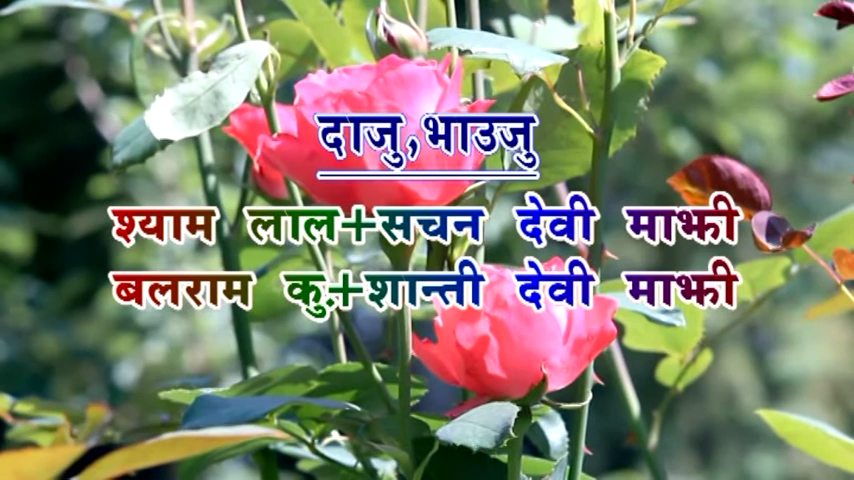 दाजु,भाउजु
श्याम लाल+सचन देवी माझी
बलराम कु.+शान्ती देवी माझी